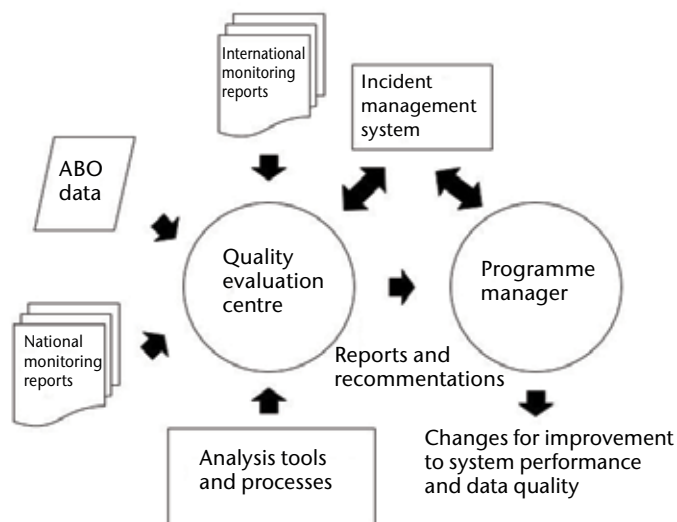 International
monitoring
reports
Incident
management
system
ABO
data
Quality
evaluation
centre
Programme
manager
National
monitoring
reports
Reports and
recommentations
Analysis tools
and processes
Changes for improvement
to system performance
and data quality